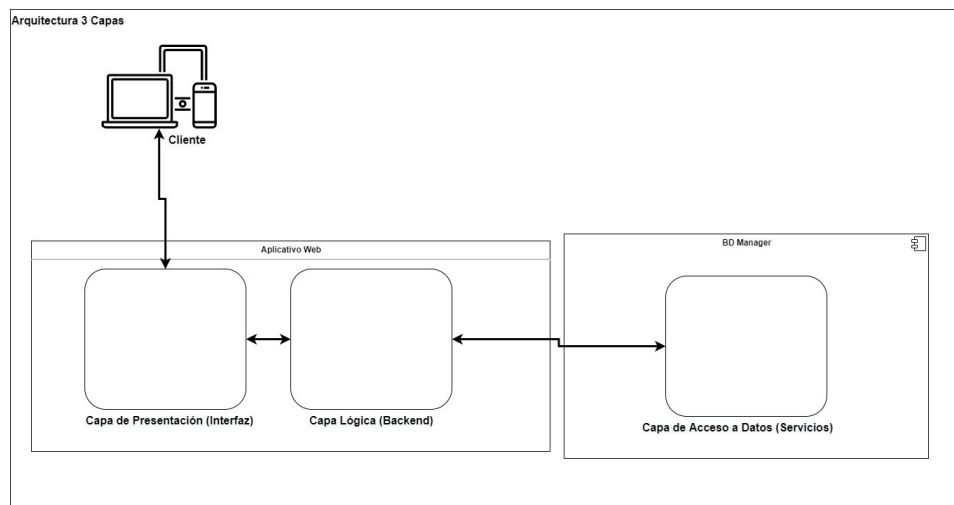 Arquitectura 3 Capas
Cliente
Aplicativo Web
BD Manager
Capa de Presentación (Interfaz)
Capa Lógica (Backend)
Capa de Acceso a Datos (Servicios)